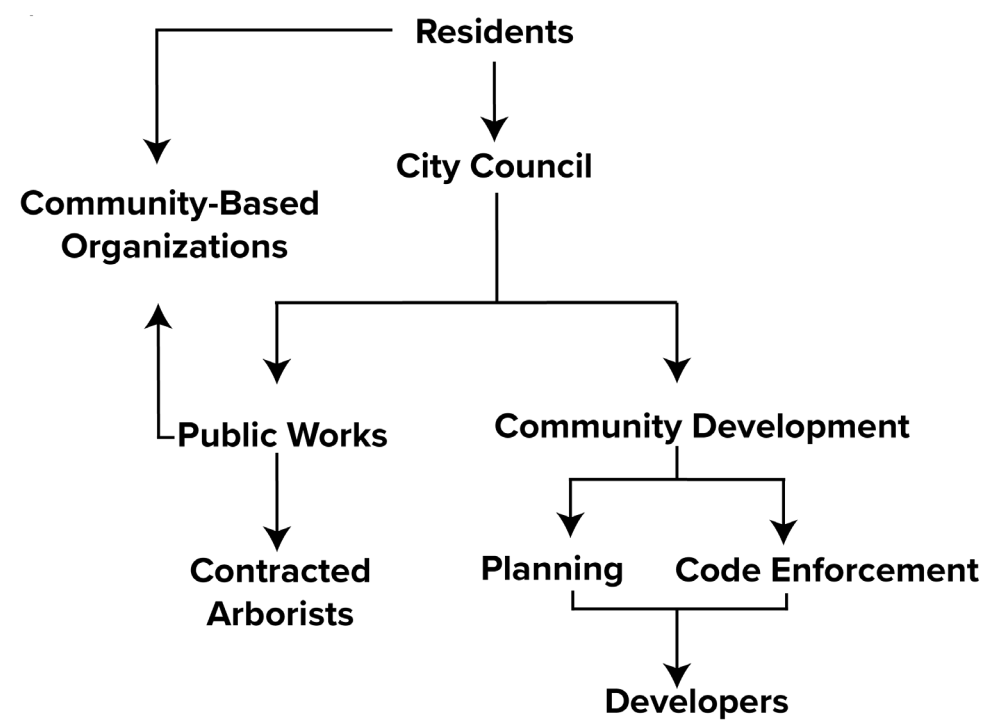 Residents
City Council
Community-Based
Organizations
Public Works
Community Development
Contracted
Arborists
Planning
Code Enforcement
Developers